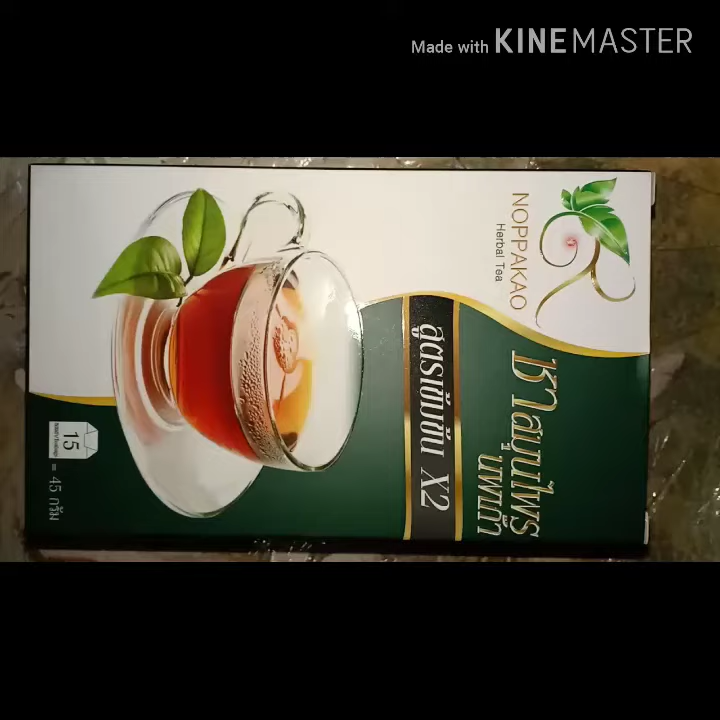 Made with KINEMASTER
NOPPAKAO
Herbal Tea
ชาสมุนไพร
นพเก้า
สูตรเข้มข้น X2
15
= 45 กรัม